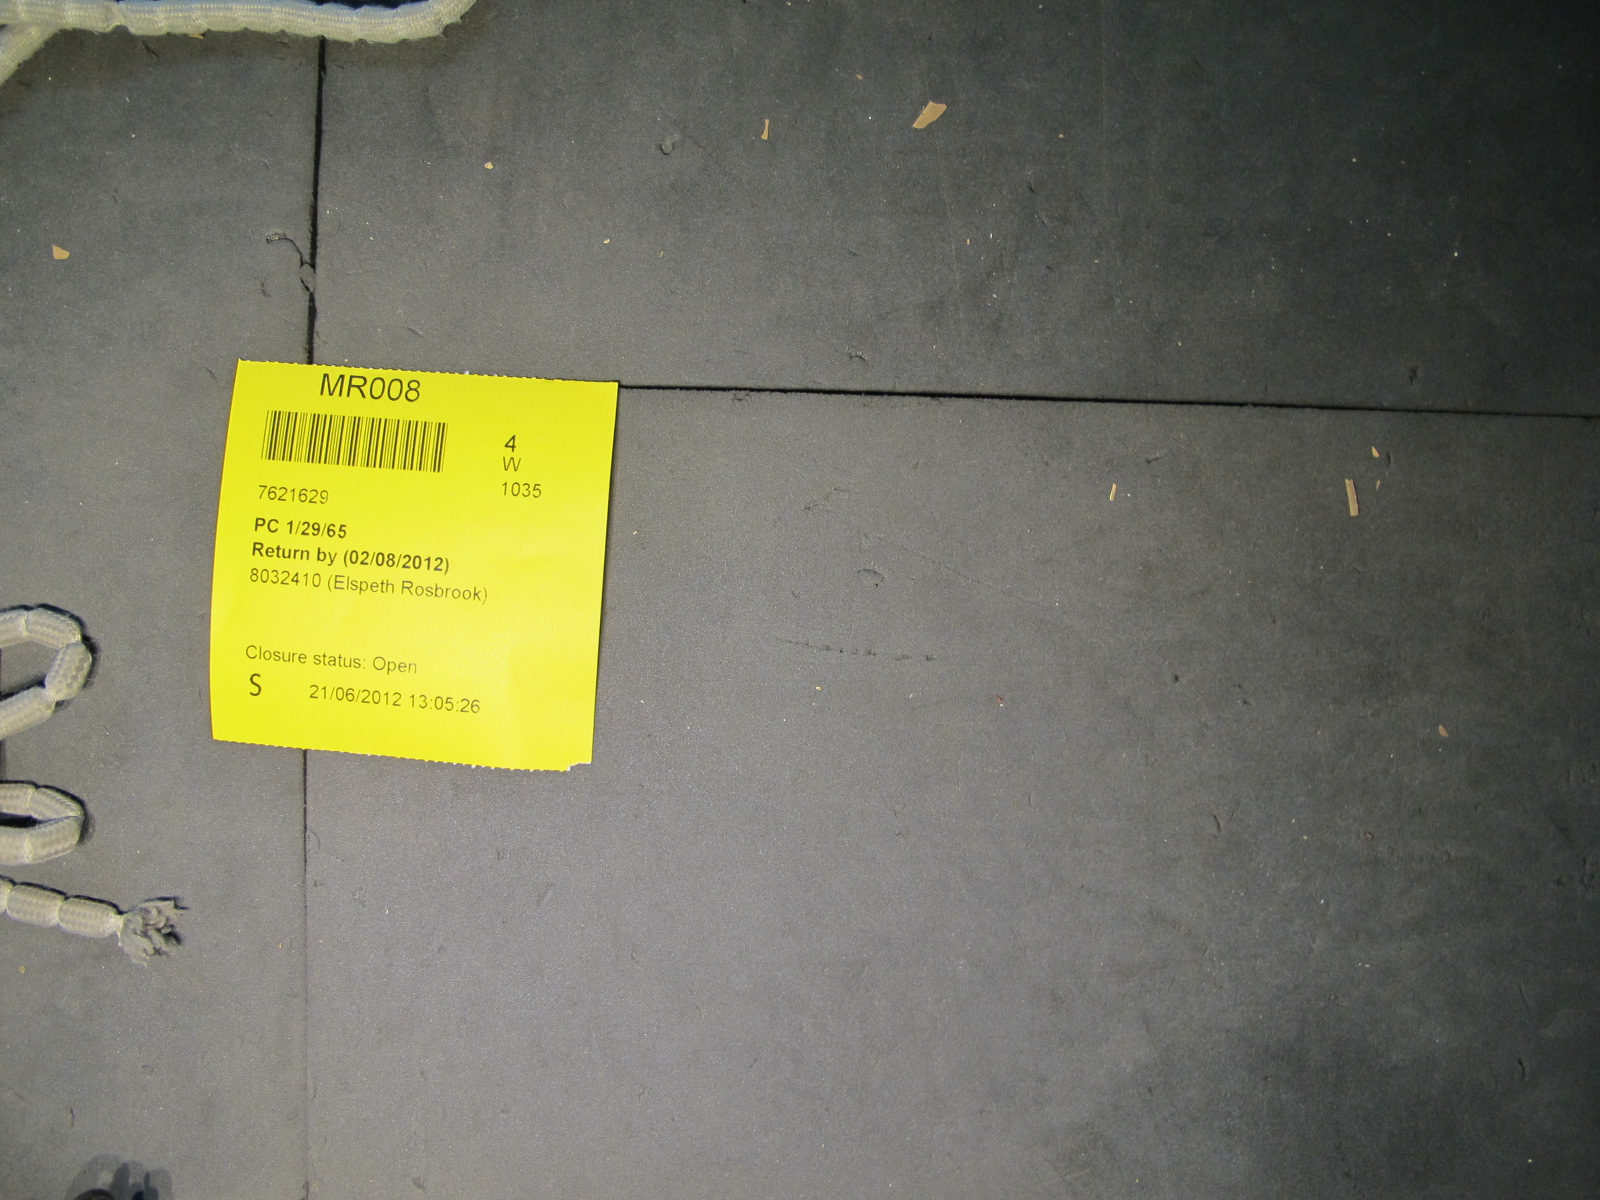 MR008
4
W
1035
7621629
PC 1/29/65
Return by (02/08/2012)
8032410 (Elspeth Rosbrook)
Closure status: Open
S 21/06/2012 13:05:26